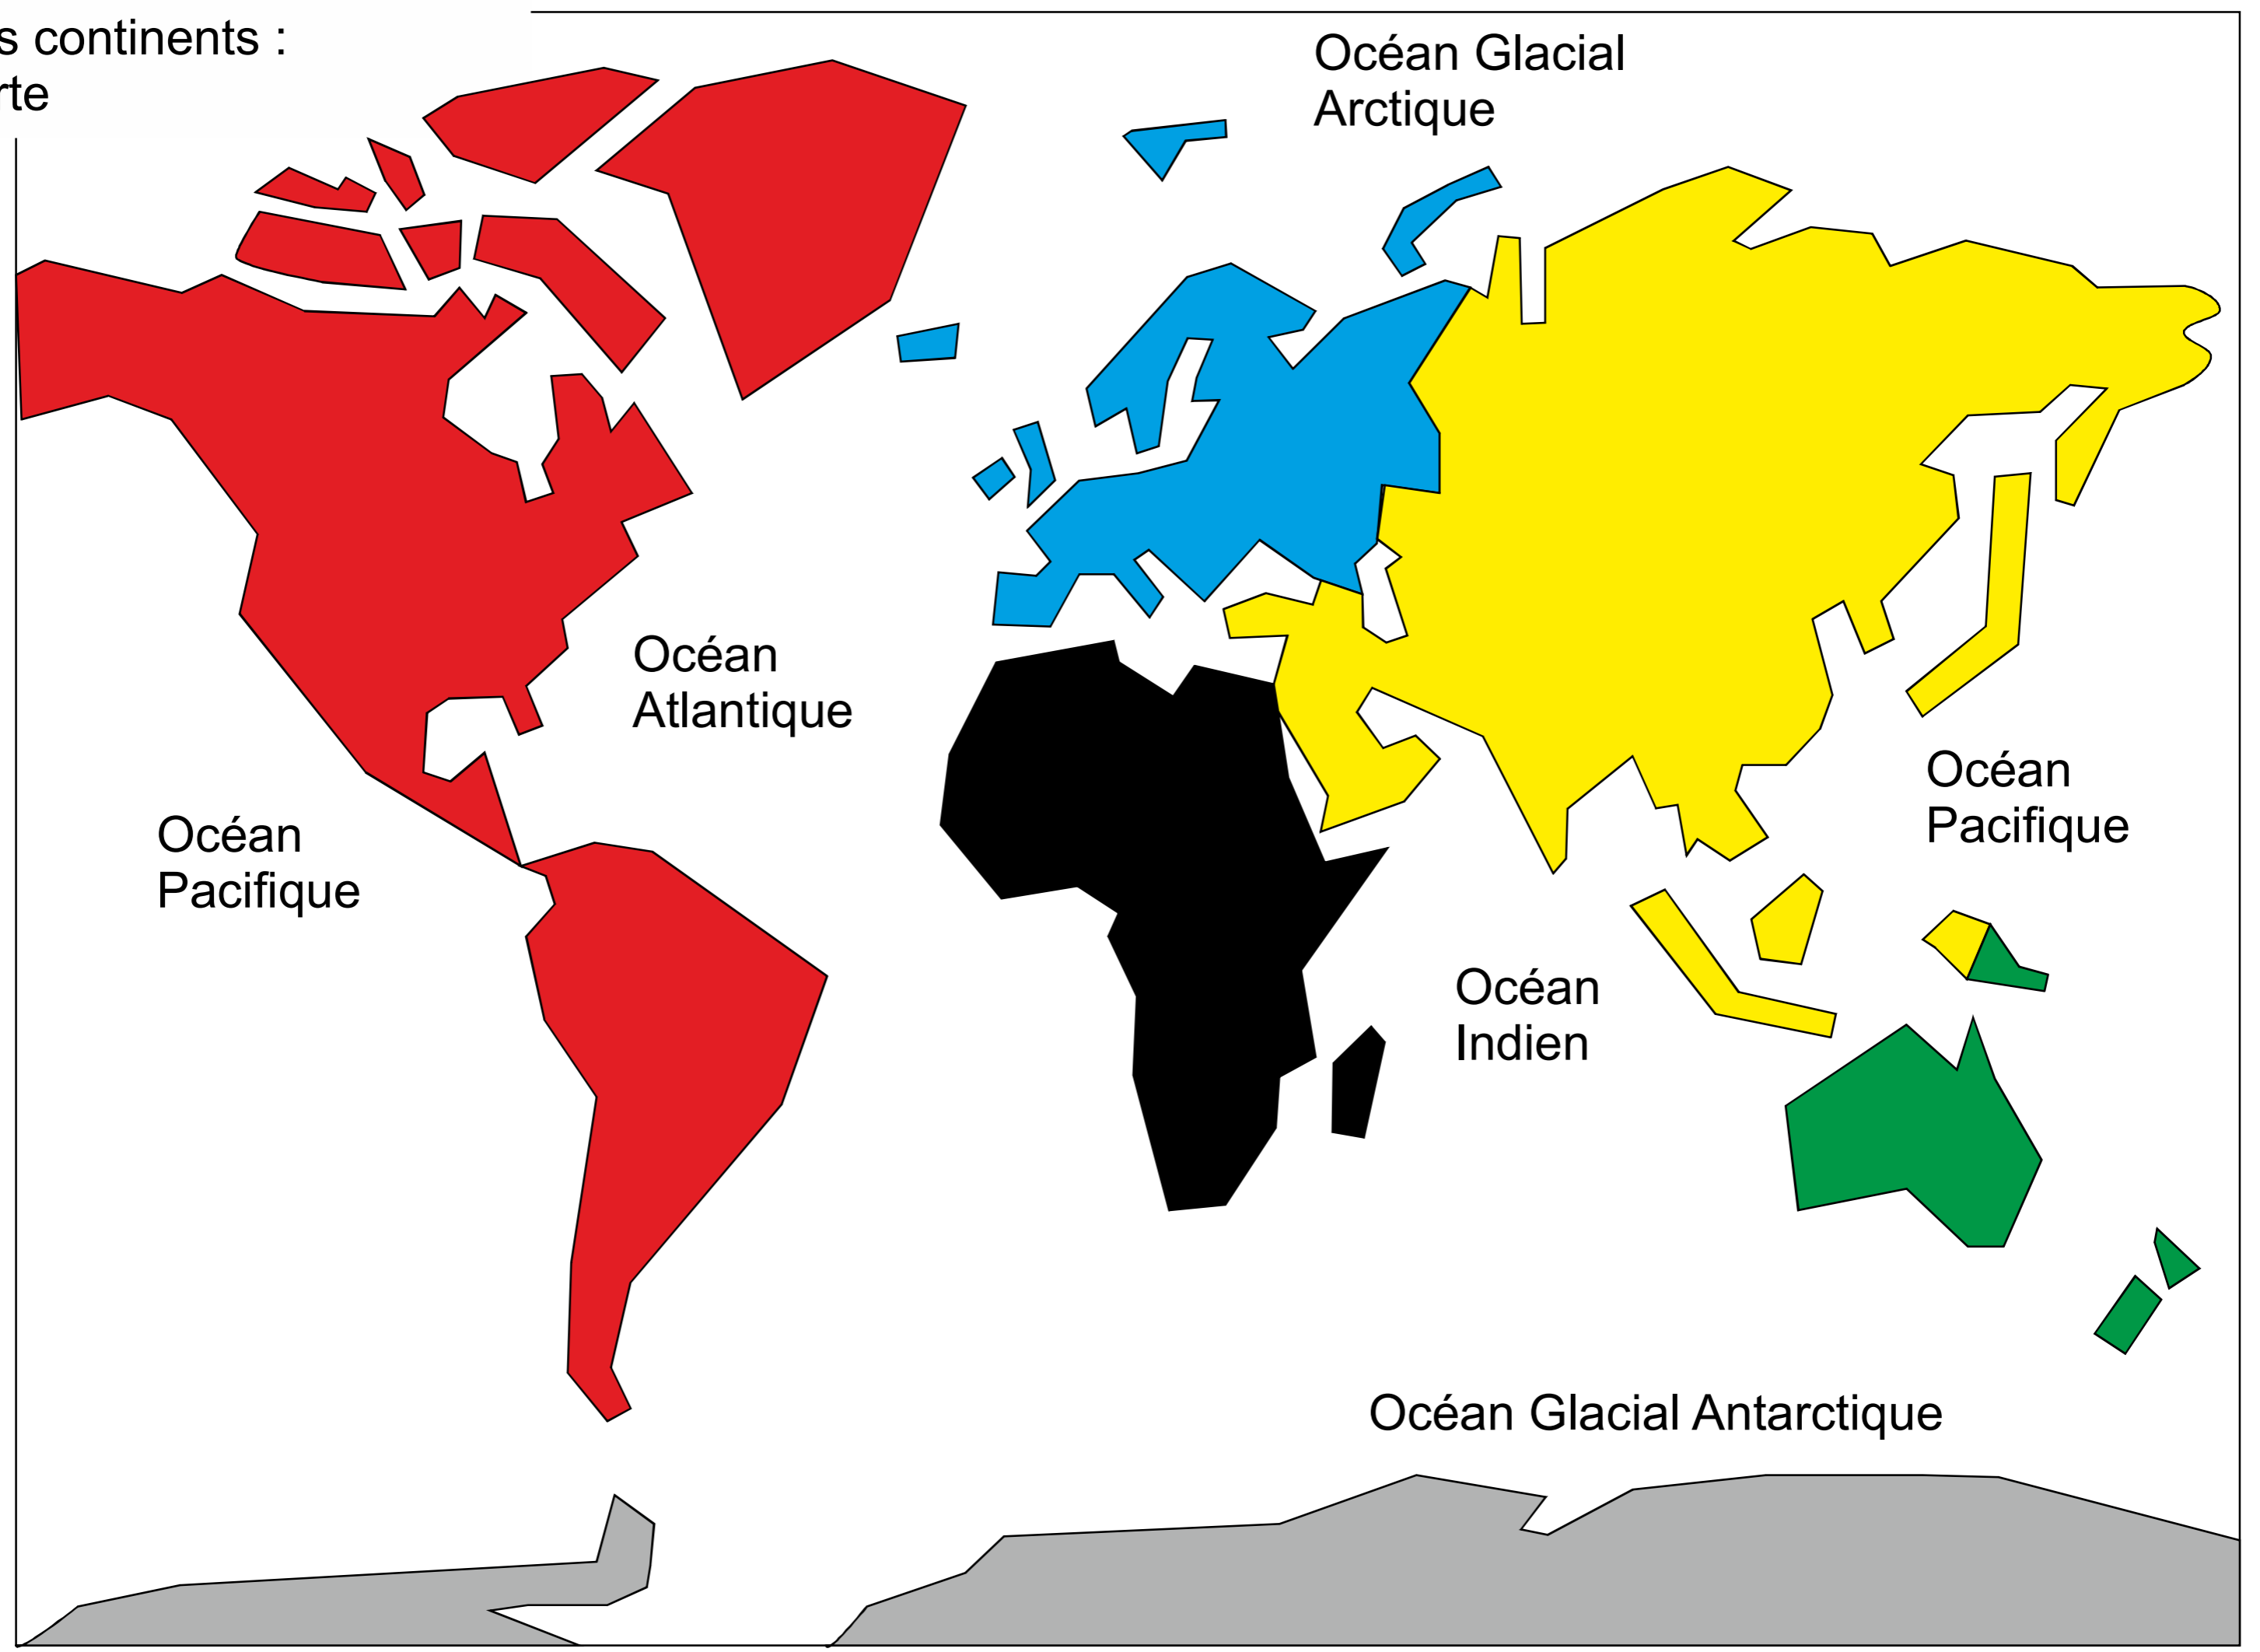 s continents :
rte
Océan Glacial
Arctique
Océan
Atlantique
Océan
Pacifique
Océan
Pacifique
Océan
Indien
Océan Glacial Antarctique